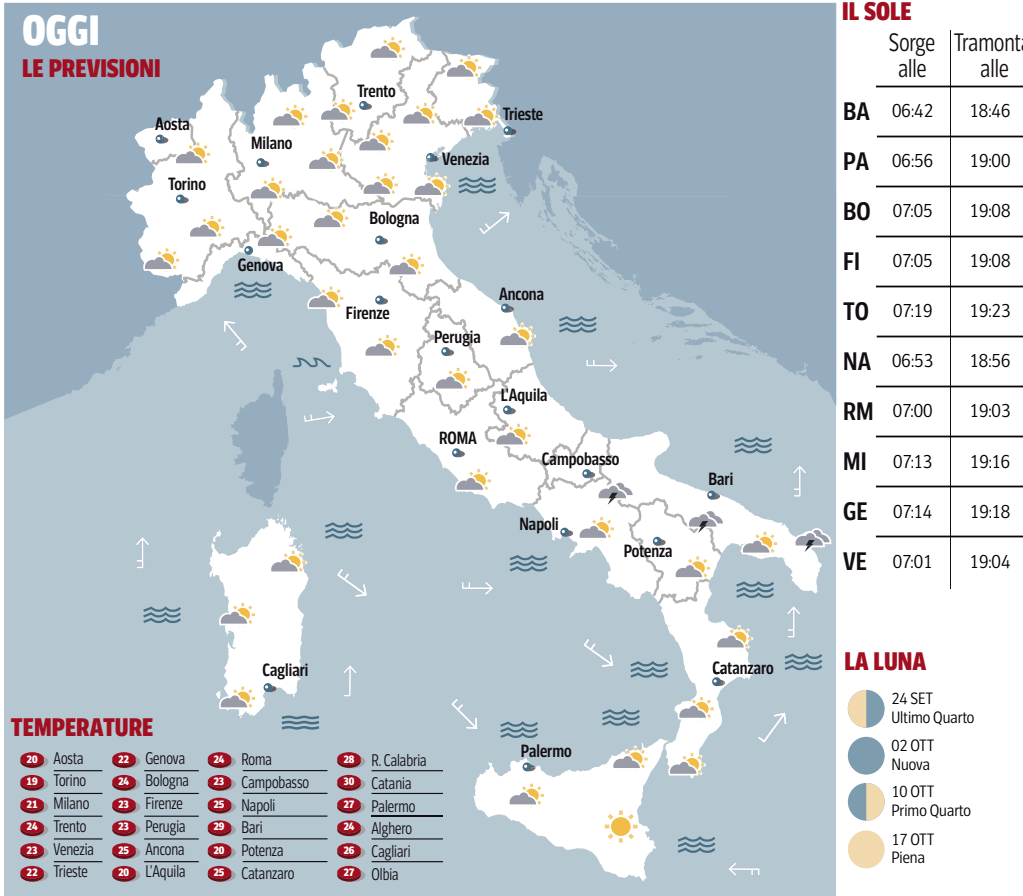 OGGI
LE PREVISIONI
Trento
Trieste
Aosta
Milano
Venezia
Torino
Bologna
Genova
Ancona
Firenze
Perugia
L'Aquila
ROMA
Campobasso
Bari
Napoli
Potenza
Cagliari
Catanzaro
Palermo
TEMPERATURE
20 Aosta
19 Torino
21 Milano
24 Trento
23 Venezia
22 Trieste
22 Genova
24 Bologna
23 Firenze
23 Perugia
25 Ancona
20 L'Aquila
24 Roma
23 Campobasso
25 Napoli
29 Bari
20 Potenza
25 Catanzaro
28 R. Calabria
30 Catania
27 Palermo
24 Alghero
26 Cagliari
27 Olbia
IL SOLE
Sorge alle Tramonta alle
BA 06:42 18:46
PA 06:56 19:00
BO 07:05 19:08
FI 07:05 19:08
TO 07:19 19:23
NA 06:53 18:56
RM 07:00 19:03
MI 07:13 19:16
GE 07:14 19:18
VE 07:01 19:04
LA LUNA
24 SET
Ultimo Quarto
02 OTT
Nuova
10 OTT
Primo Quarto
17 OTT
Piena